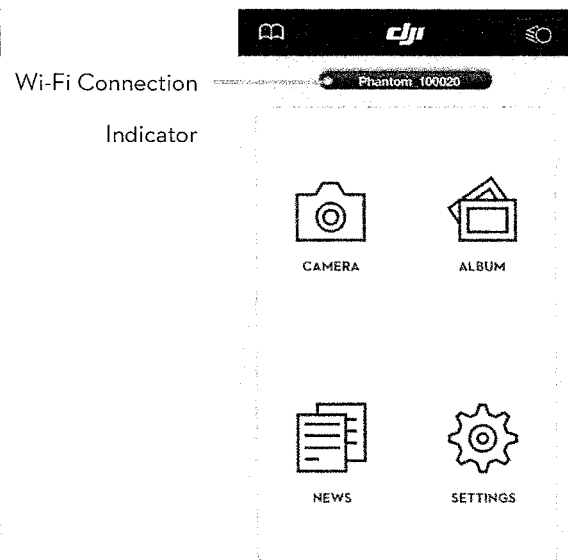 dji
Wi-Fi Connection
Indicator
Phantom_100020
CAMERA
ALBUM
NEWS
SETTINGS